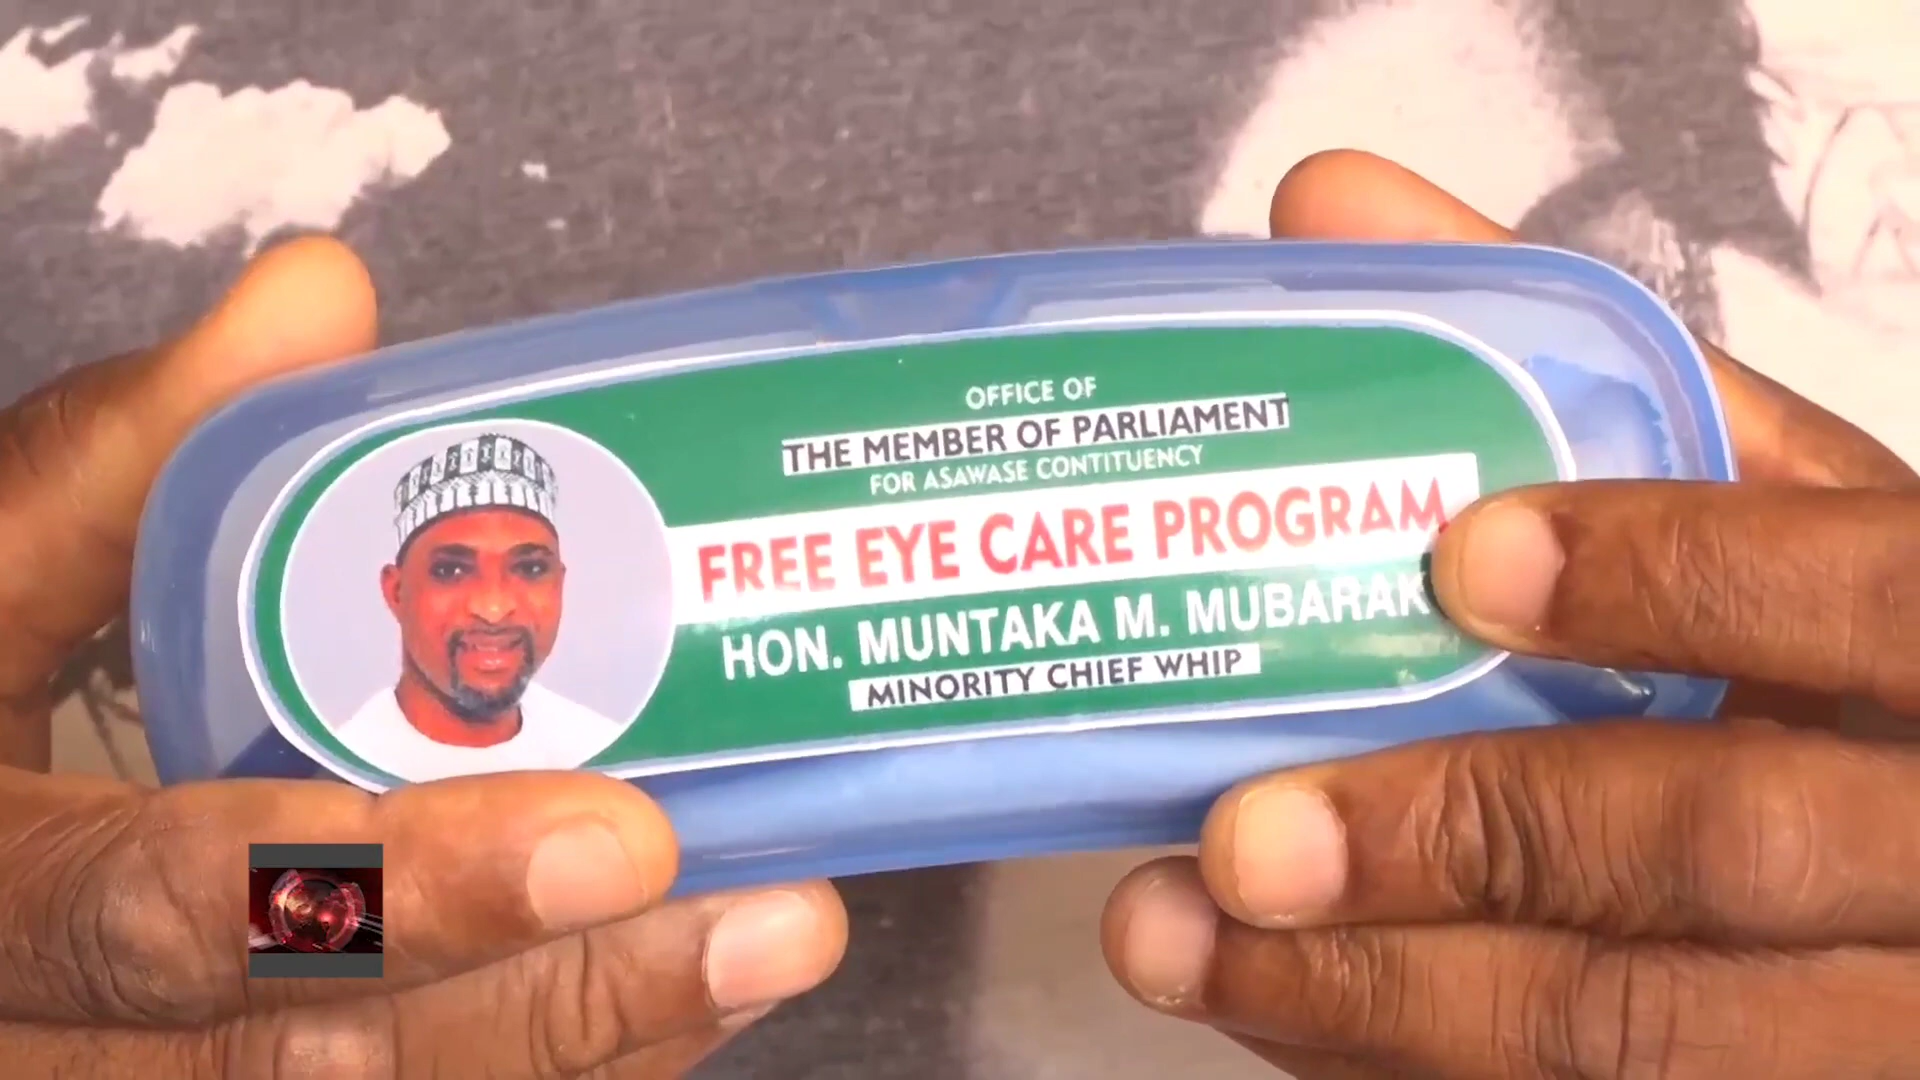 OFFICE OF
THE MEMBER OF PARLIAMENT
FOR ASAWASE CONTITUENCY
FREE EYE CARE PROGRAM
HON. MUNTAKA M. MUBARAK
MINORITY CHIEF WHIP